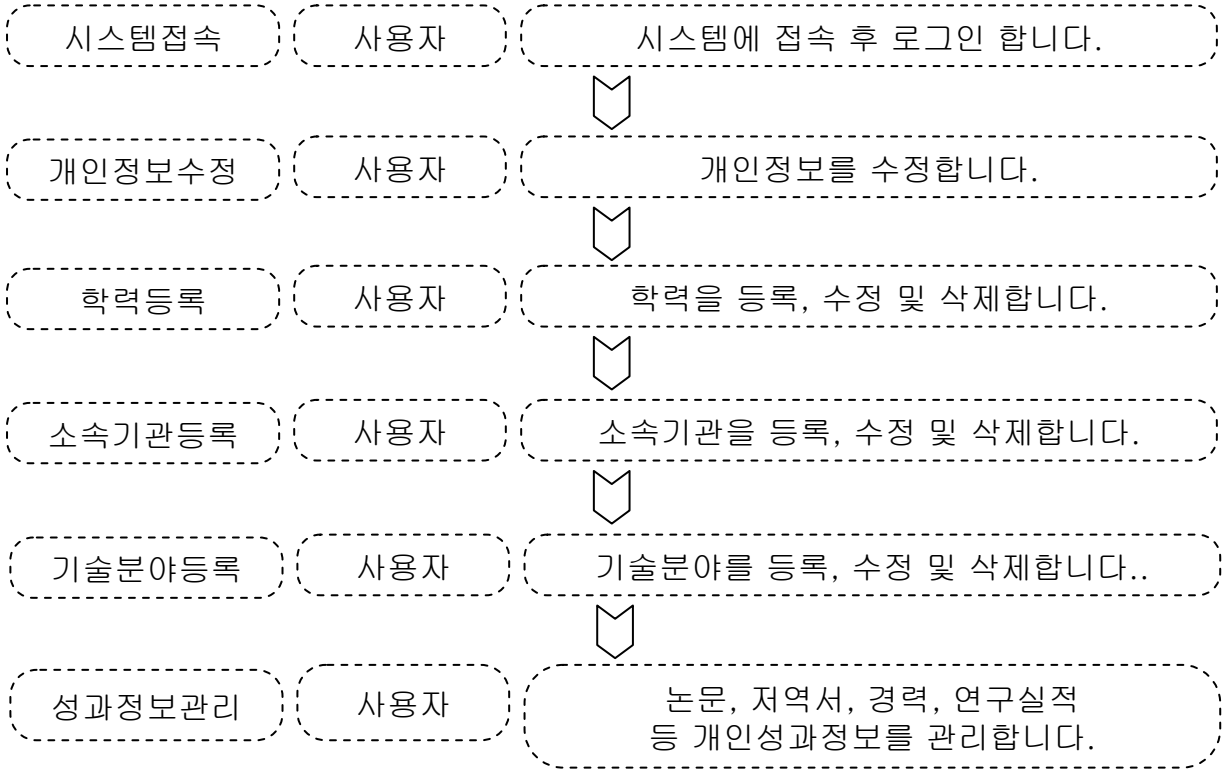 시스템접속 사용자 시스템에 접속 후 로그인 합니다.
개인정보수정 사용자 개인정보를 수정합니다.
학력등록 사용자 학력을 등록, 수정 및 삭제합니다.
소속기관등록 사용자 소속기관을 등록, 수정 및 삭제합니다.
기술분야등록 사용자 기술분야를 등록, 수정 및 삭제합니다..
성과정보관리 사용자 논문, 저역서, 경력, 연구실적
등 개인성과정보를 관리합니다.